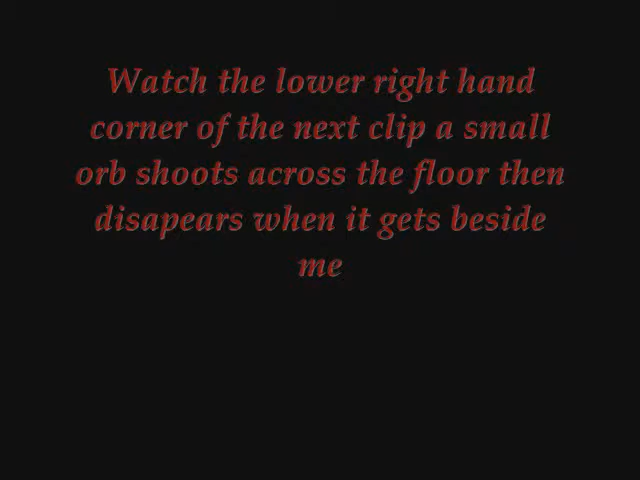 Watch the lower right hand
corner of the next clip a small
orb shoots across the floor then
disapears when it gets beside
me